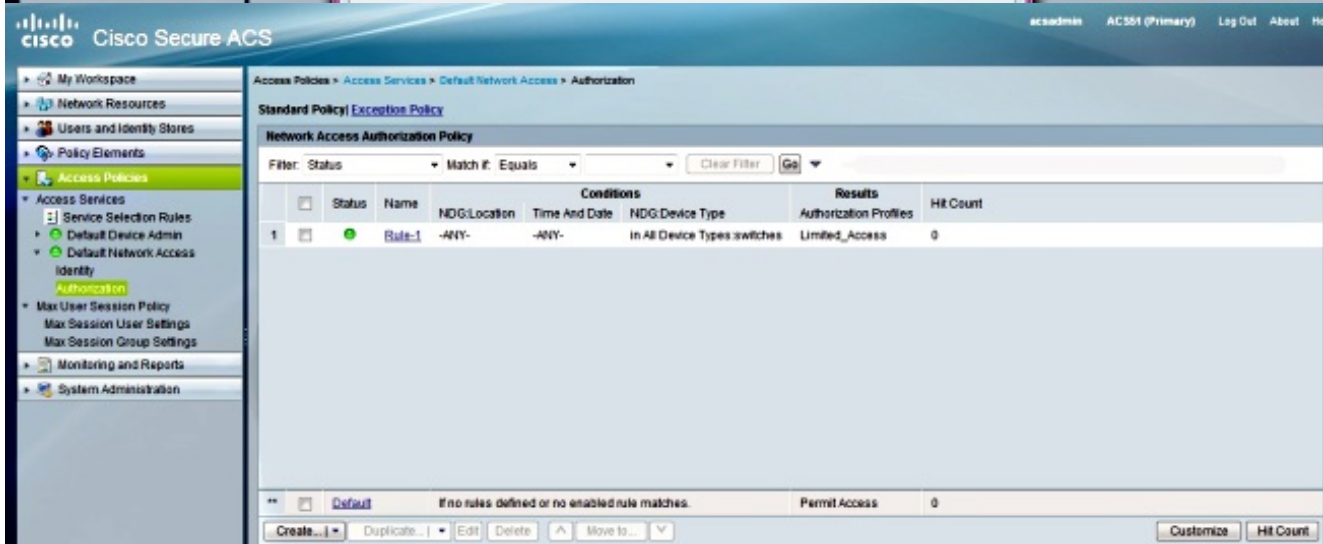 cisco Cisco Secure ACS
acsadmin ACS51 (Primary) Log Out About
My Workspace
Network Resources
Users and Identity Stores
Policy Elements
Access Policies
Access Services
Service Selection Rules
Default Device Admin
Default Network Access
Identity
Authorization
Max User Session Policy
Max Session User Settings
Max Session Group Settings
Monitoring and Reports
System Administration
Access Policies > Access Services > Default Network Access > Authorization
Standard Policy| Exception Policy
Network Access Authorization Policy
Filter: Status Match if: Equals Clear Filter Go
Conditions Results
Status Name NDG:Location Time And Date NDG:Device Type Authorization Profiles Hit Count
1 Rule-1 -ANY- -ANY- in All Device Types:switches Limited_Access 0
** Default If no rules defined or no enabled rule matches. Permit Access 0
Create... | Duplicate... | Edit Delete Move to... Customize Hit Count